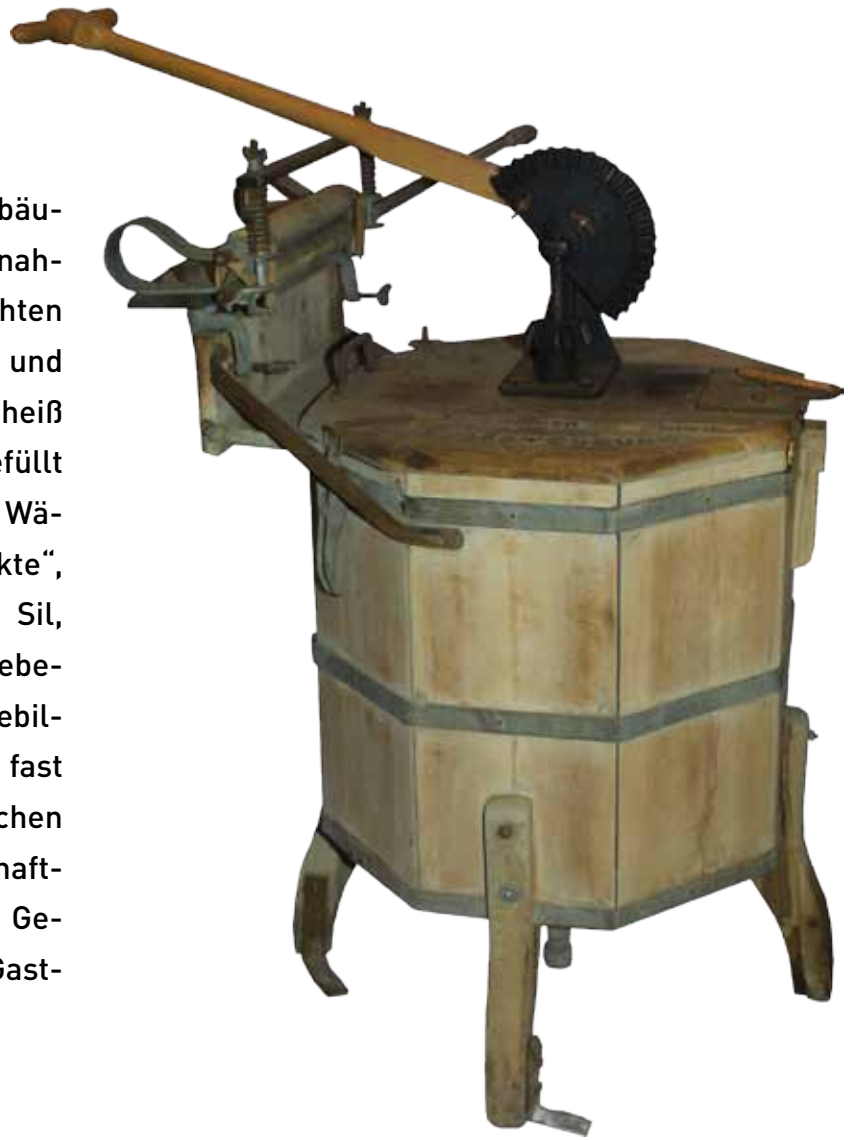 bäu-
nah-
hten
und
heiß
efüllt
Wä-
kte“,
Sil,
ebe-
ebil-
fast
chen
haft-
Ge-
Gast-